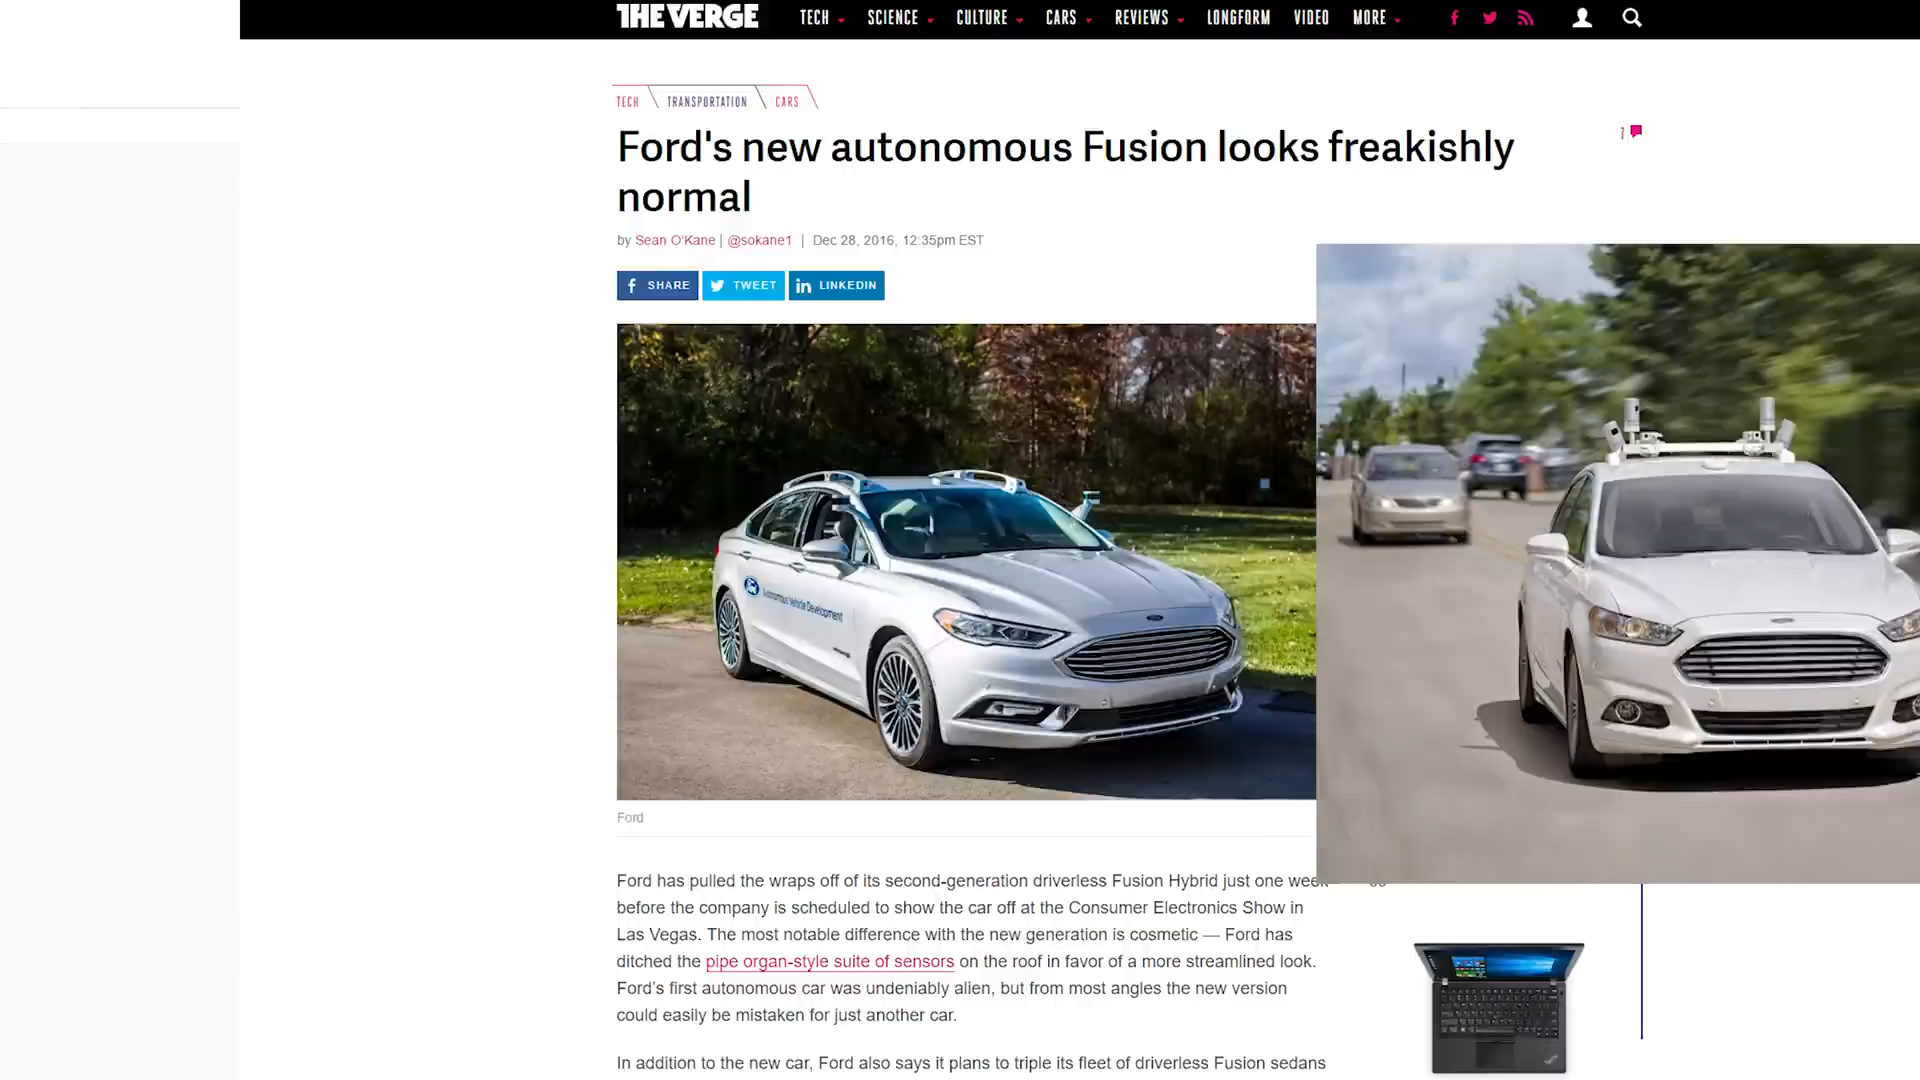 THE VERGE TECH SCIENCE CULTURE CARS REVIEWS LONGFORM VIDEO MORE
TECH TRANSPORTATION CARS
Ford's new autonomous Fusion looks freakishly
normal
7
by Sean O'Kane | @sokane1 | Dec 28, 2016, 12:35pm EST
SHARE TWEET LINKEDIN
Ford
Autonomous Vehicle Development
Ford
Ford has pulled the wraps off of its second-generation driverless Fusion Hybrid just one week
before the company is scheduled to show the car off at the Consumer Electronics Show in
Las Vegas. The most notable difference with the new generation is cosmetic — Ford has
ditched the pipe organ-style suite of sensors on the roof in favor of a more streamlined look.
Ford's first autonomous car was undeniably alien, but from most angles the new version
could easily be mistaken for just another car.
In addition to the new car, Ford also says it plans to triple its fleet of driverless Fusion sedans